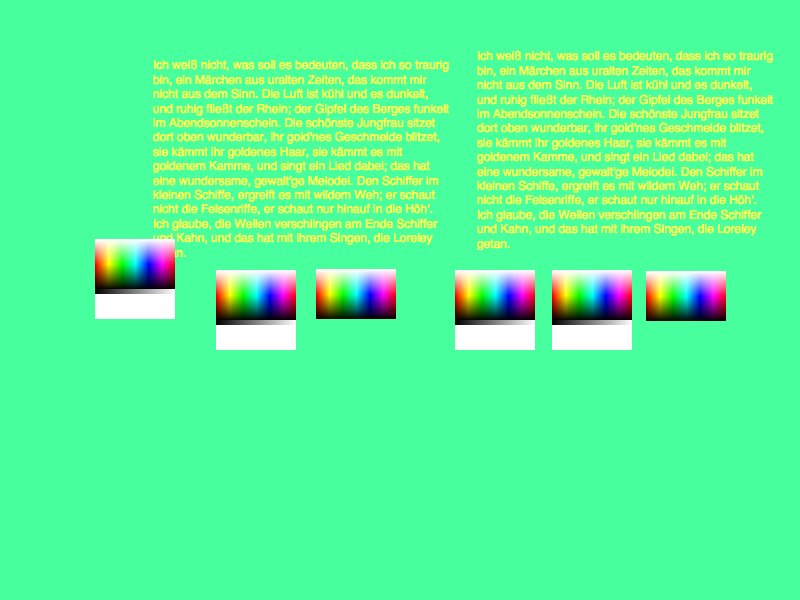 Ich weiß nicht, was soll es bedeuten, dass ich so traurig
bin, ein Märchen aus uralten Zeiten, das kommt mir
nicht aus dem Sinn. Die Luft ist kühl und es dunkelt,
und ruhig fließt der Rhein; der Gipfel des Berges funkelt
im Abendsonnenschein. Die schönste Jungfrau sitzet
dort oben wunderbar, ihr gold'nes Geschmeide blitzet,
sie kämmt ihr goldenes Haar, sie kämmt es mit
goldenem Kamme, und singt ein Lied dabei; das hat
eine wundersame, gewalt'ge Melodei. Den Schiffer im
kleinen Schiffe, ergreift es mit wildem Weh; er schaut
nicht die Felsenriffe, er schaut nur hinauf in die Höh'.
Ich glaube, die Wellen verschlingen am Ende Schiffer
und Kahn, und das hat mit ihrem Singen, die Loreley
Ich weiß nicht, was soll es bedeuten, dass ich so traurig
bin, ein Märchen aus uralten Zeiten, das kommt mir
nicht aus dem Sinn. Die Luft ist kühl und es dunkelt,
und ruhig fließt der Rhein; der Gipfel des Berges funkelt
im Abendsonnenschein. Die schönste Jungfrau sitzet
dort oben wunderbar, ihr gold'nes Geschmeide blitzet,
sie kämmt ihr goldenes Haar, sie kämmt es mit
goldenem Kamme, und singt ein Lied dabei; das hat
eine wundersame, gewalt'ge Melodei. Den Schiffer im
kleinen Schiffe, ergreift es mit wildem Weh; er schaut
nicht die Felsenriffe, er schaut nur hinauf in die Höh'.
Ich glaube, die Wellen verschlingen am Ende Schiffer
und Kahn, und das hat mit ihrem Singen, die Loreley
getan.